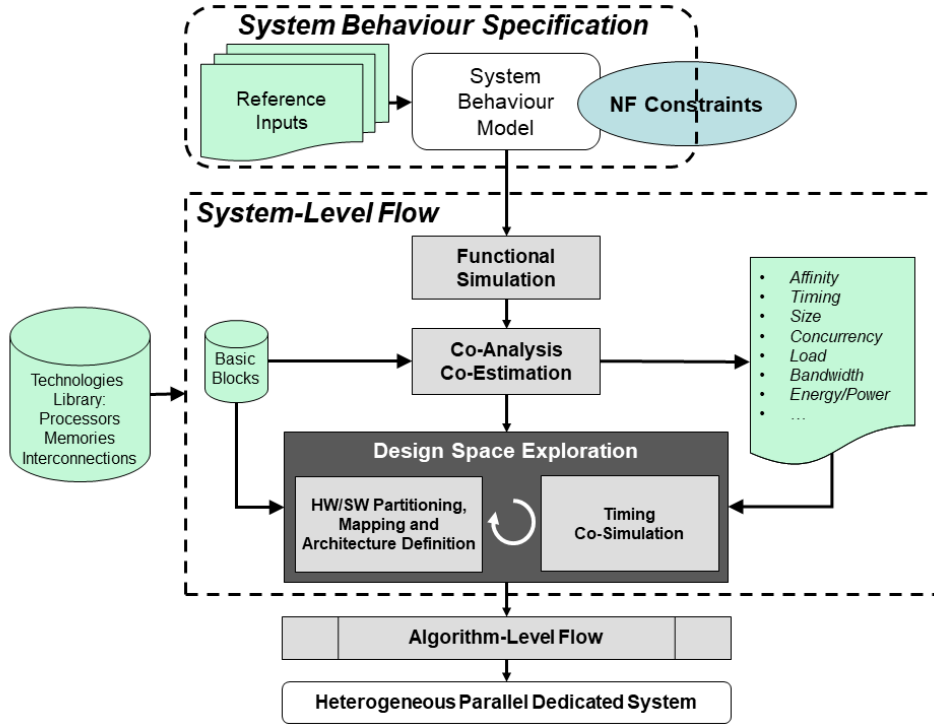 System Behaviour Specification
Reference
Inputs
System
Behaviour
Model
NF Constraints
System-Level Flow
Functional
Simulation
• Affinity
• Timing
• Size
• Concurrency
• Load
• Bandwidth
• Energy/Power
• ...
Technologies
Library:
Processors
Memories
Interconnections
Basic
Blocks
Co-Analysis
Co-Estimation
Design Space Exploration
HW/SW Partitioning,
Mapping and
Architecture Definition
Timing
Co-Simulation
Algorithm-Level Flow
Heterogeneous Parallel Dedicated System